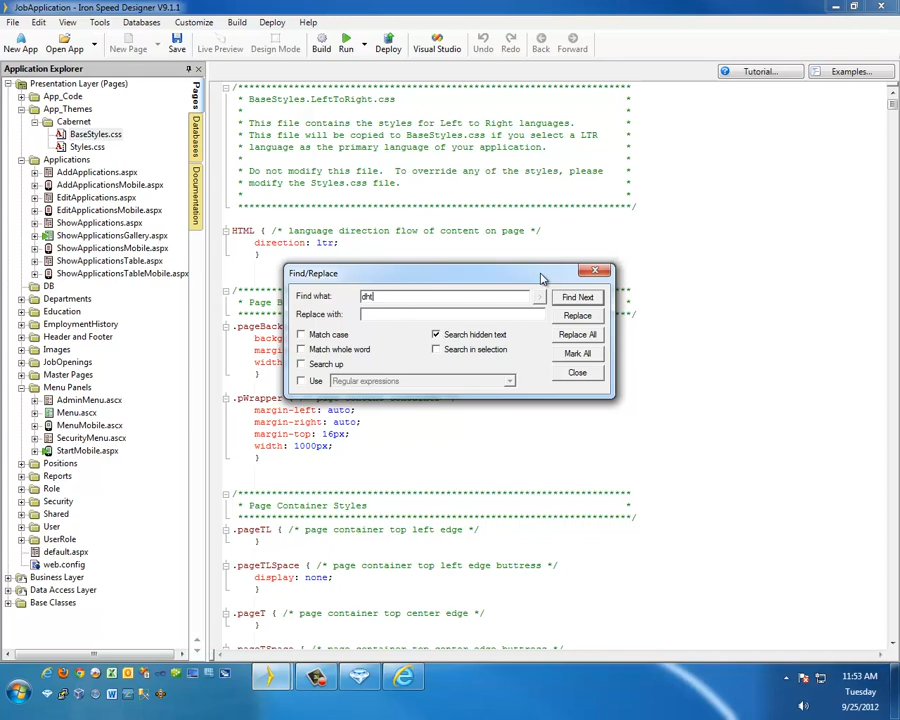 JobApplication - Iron Speed Designer V9.1.1
File Edit View Tools Databases Customize Build Deploy Help
New App Open App New Page Save Live Preview Design Mode Build Run Deploy Visual Studio Undo Redo Back Forward
Application Explorer
Tutorial... Examples...
Pages
Databases
Documentation
Presentation Layer (Pages)
App_Code
App_Themes
Cabernet
BaseStyles.css
Styles.css
Applications
AddApplications.aspx
AddApplicationsMobile.aspx
EditApplications.aspx
EditApplicationsMobile.aspx
ShowApplications.aspx
ShowApplicationsGallery.aspx
ShowApplicationsMobile.aspx
ShowApplicationsTable.aspx
ShowApplicationsTableMobile.aspx
DB
Departments
Education
EmploymentHistory
Header and Footer
Images
JobOpenings
Master Pages
Menu Panels
AdminMenu.ascx
Menu.ascx
MenuMobile.ascx
SecurityMenu.ascx
StartMobile.aspx
Positions
Reports
Role
Security
Shared
User
UserRole
default.aspx
web.config
Business Layer
Data Access Layer
Base Classes
/*******************************************************************
* BaseStyles.LeftToRight.css *
* *
* This file contains the styles for Left to Right languages. *
* This file will be copied to BaseStyles.css if you select a LTR *
* language as the primary language of your application. *
* *
* Do not modify this file. To override any of the styles, please *
* modify the Styles.css file. *
* *
*******************************************************************/
HTML { /* language direction flow of content on page */
direction: ltr;
}
/*******************************************************************
* Page B
.pageBack
backg
margi
width
}
.pWrapper
margin-left: auto;
margin-right: auto;
margin-top: 16px;
width: 1000px;
}
/*******************************************************************
* Page Container Styles *
*******************************************************************/
.pageTL { /* page container top left edge */
}
.pageTLSpace { /* page container top left edge buttress */
display: none;
}
.pageT { /* page container top center edge */
}
Find/Replace
Find what: dht
Find Next
Replace with:
Replace
Match case
Search hidden text
Replace All
Match whole word
Search in selection
Mark All
Search up
Use Regular expressions
Close
11:53 AM
Tuesday
9/25/2012